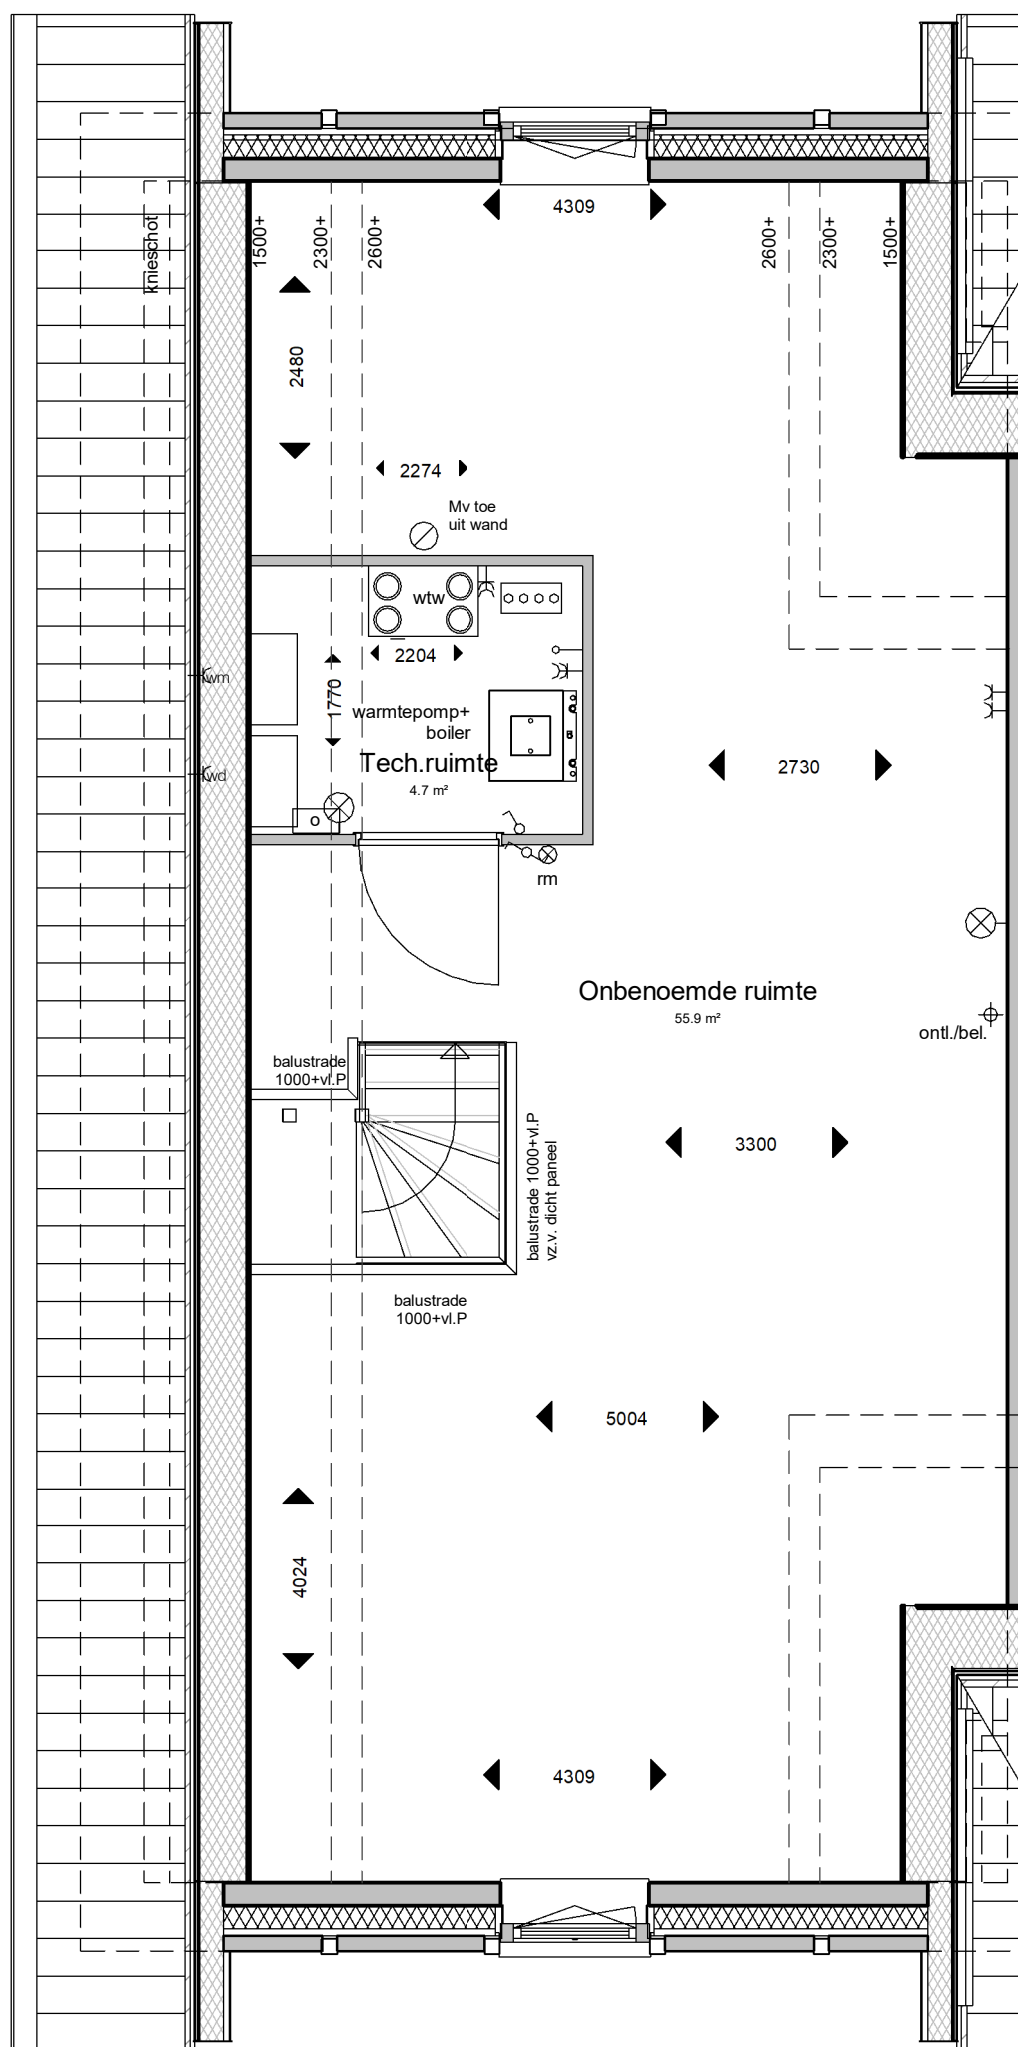 4309
knieschot
1500+
2300+
2600+
2600+
2300+
1500+
2480
2274
Mv toe
uit wand
wtw
2204
wm
1770
warmtepomp+
boiler
Tech.ruimte
4.7 m²
wd
2730
o
rm
Onbenoemde ruimte
55.9 m²
ontl./bel.
balustrade
1000+vl.P
balustrade 1000+vl.P
vz.v. dicht paneel
3300
balustrade
1000+vl.P
5004
4024
4309